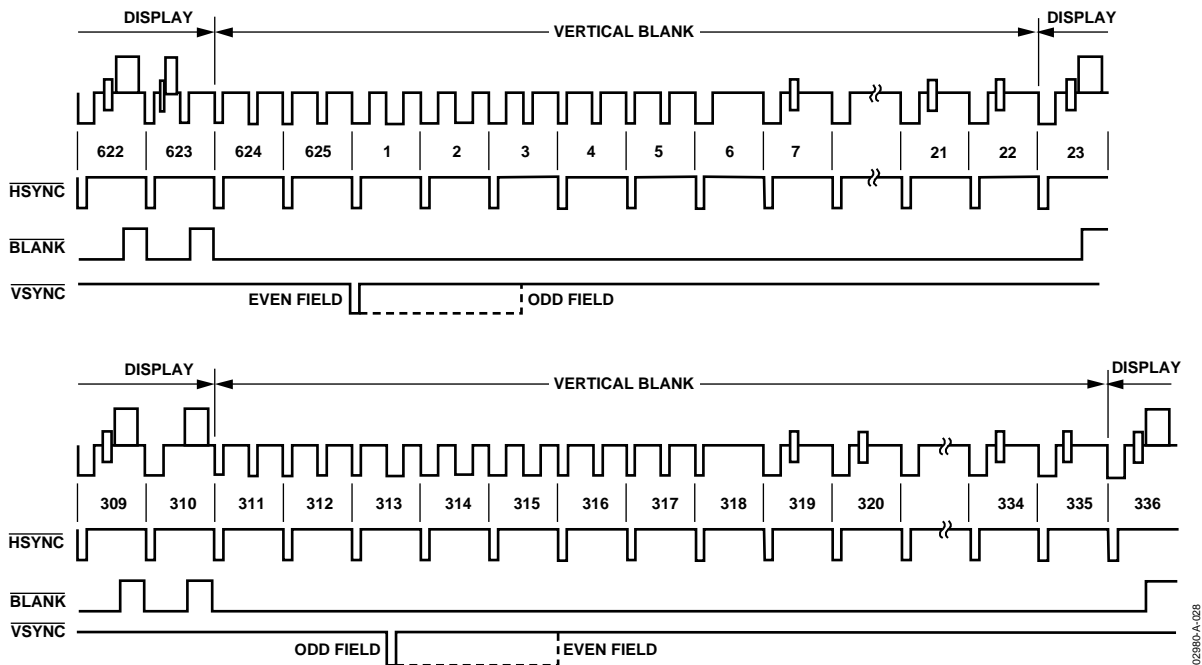 DISPLAY VERTICAL BLANK DISPLAY
622 623 624 625 1 2 3 4 5 6 7 21 22 23
HSYNC
BLANK
VSYNC
EVEN FIELD ODD FIELD
DISPLAY VERTICAL BLANK DISPLAY
309 310 311 312 313 314 315 316 317 318 319 320 334 335 336
HSYNC
BLANK
VSYNC
ODD FIELD EVEN FIELD
02980-A-028